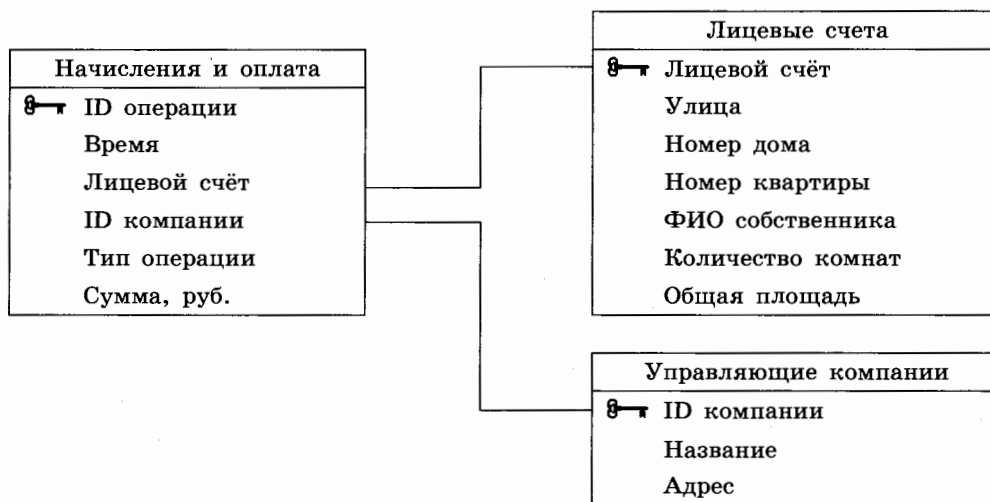 Начисления и оплата
ID операции
Время
Лицевой счёт
ID компании
Тип операции
Сумма, руб.
Лицевые счета
Лицевой счёт
Улица
Номер дома
Номер квартиры
ФИО собственника
Количество комнат
Общая площадь
Управляющие компании
ID компании
Название
Адрес